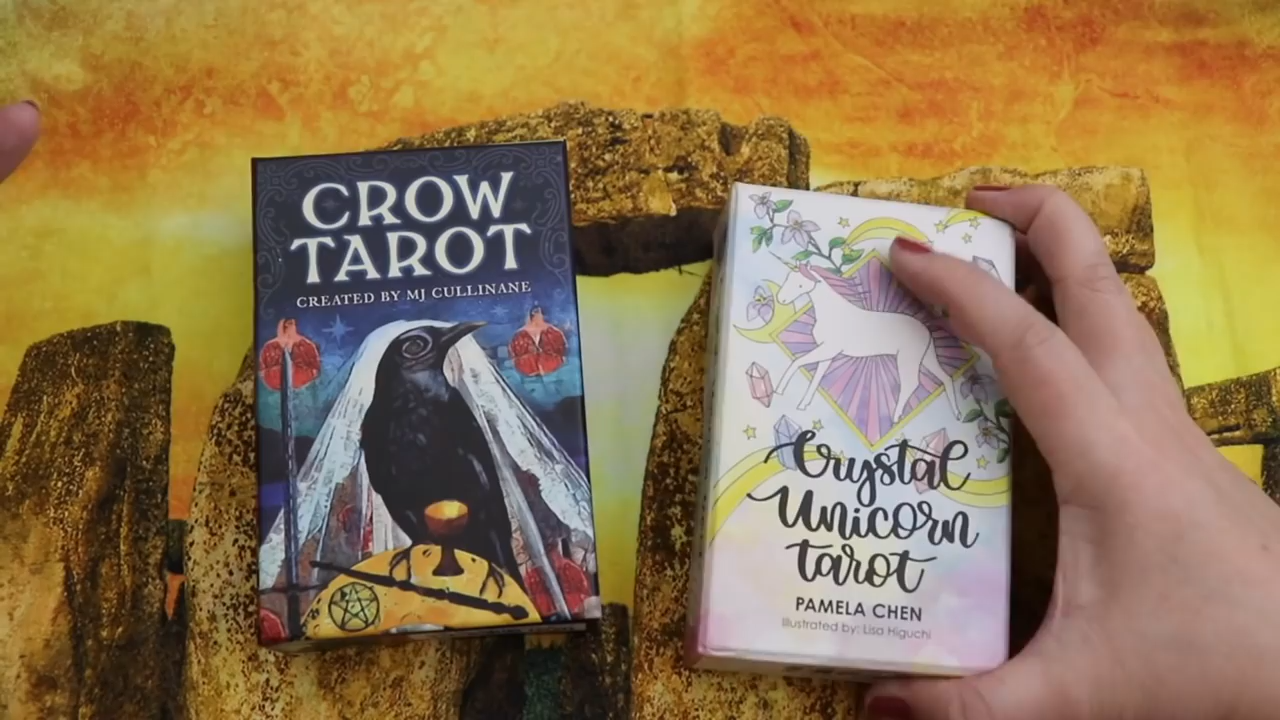 CROW
TAROT
CREATED BY MJ CULLINANE
Crystal
Unicorn
tarot
PAMELA CHEN
Illustrated by: Lisa Higuchi